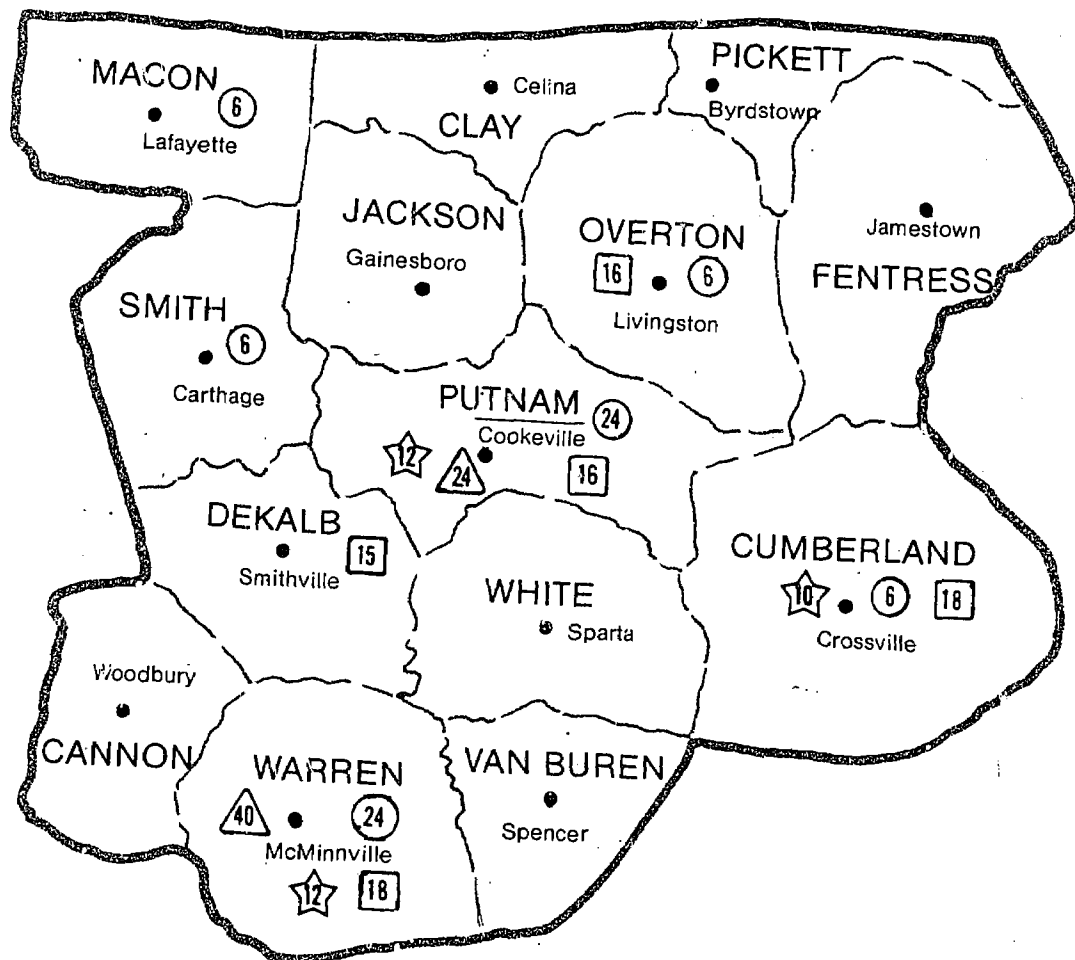 MACON
6
Lafayette
Celina
CLAY
PICKETT
Byrdstown
JACKSON
Gainesboro
OVERTON
16 6
Livingston
Jamestown
FENTRESS
SMITH
6
Carthage
PUTNAM
24
Cookeville
12 24 16
DEKALB
15
Smithville
WHITE
Sparta
CUMBERLAND
10 6 18
Crossville
Woodbury
CANNON
WARREN
40 24
McMinnville
12 18
VAN BUREN
Spencer